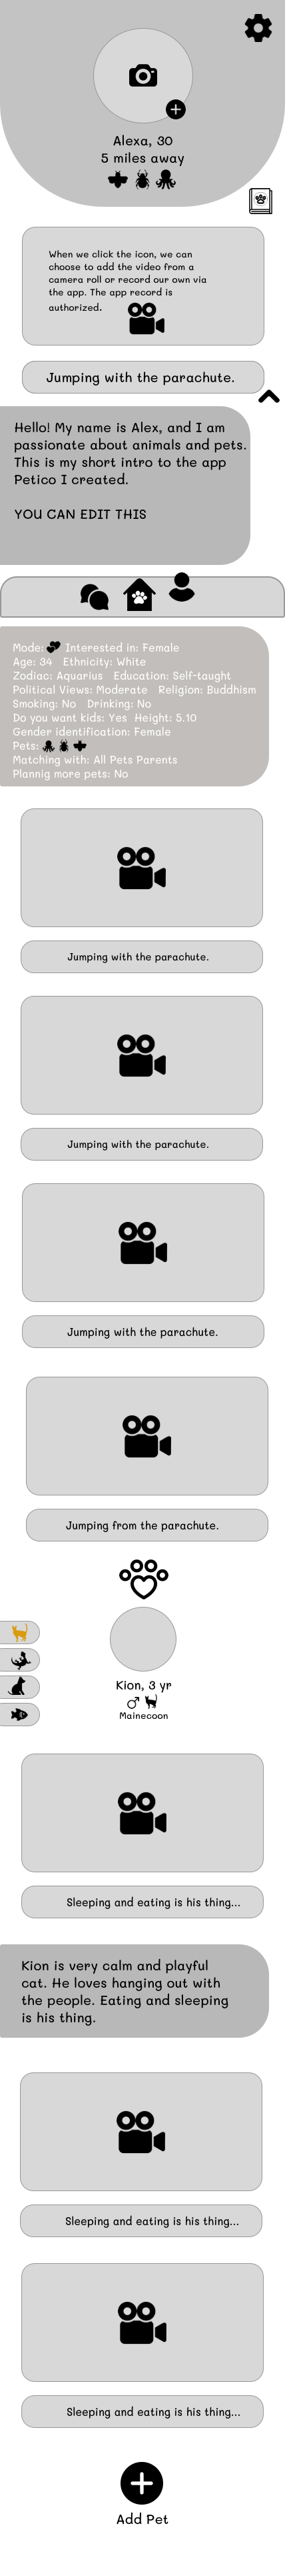 Alexa, 30
5 miles away
When we click the icon, we can
choose to add the video from a
camera roll or record our own via
the app. The app record is
authorized.
Jumping with the parachute.
Hello! My name is Alex, and I am
passionate about animals and pets.
This is my short intro to the app
Petico I created.
YOU CAN EDIT THIS
Mode: Interested in: Female
Age: 34 Ethnicity: White
Zodiac: Aquarius Education: Self-taught
Political Views: Moderate Religion: Buddhism
Smoking: No Drinking: No
Do you want kids: Yes Height: 5.10
Gender identification: Female
Pets:
Matching with: All Pets Parents
Plannig more pets: No
Jumping with the parachute.
Jumping with the parachute.
Jumping with the parachute.
Jumping from the parachute.
Kion, 3 yr
Mainecoon
Sleeping and eating is his thing...
Kion is very calm and playful
cat. He loves hanging out with
the people. Eating and sleeping
is his thing.
Sleeping and eating is his thing...
Sleeping and eating is his thing...
Add Pet